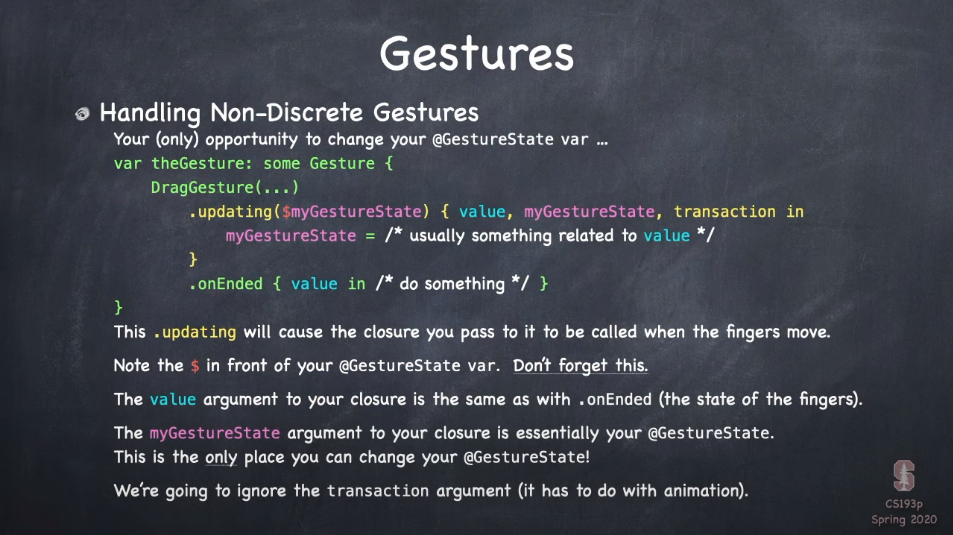 Gestures
Handling Non-Discrete Gestures
Your (only) opportunity to change your @GestureState var ...
var theGesture: some Gesture {
DragGesture(...)
.updating($myGestureState) { value, myGestureState, transaction in
myGestureState = /* usually something related to value */
}
.onEnded { value in /* do something */ }
}
This .updating will cause the closure you pass to it to be called when the fingers move.
Note the $ in front of your @GestureState var. Don't forget this.
The value argument to your closure is the same as with .onEnded (the state of the fingers).
The myGestureState argument to your closure is essentially your @GestureState.
This is the only place you can change your @GestureState!
We're going to ignore the transaction argument (it has to do with animation).
CS193p
Spring 2020